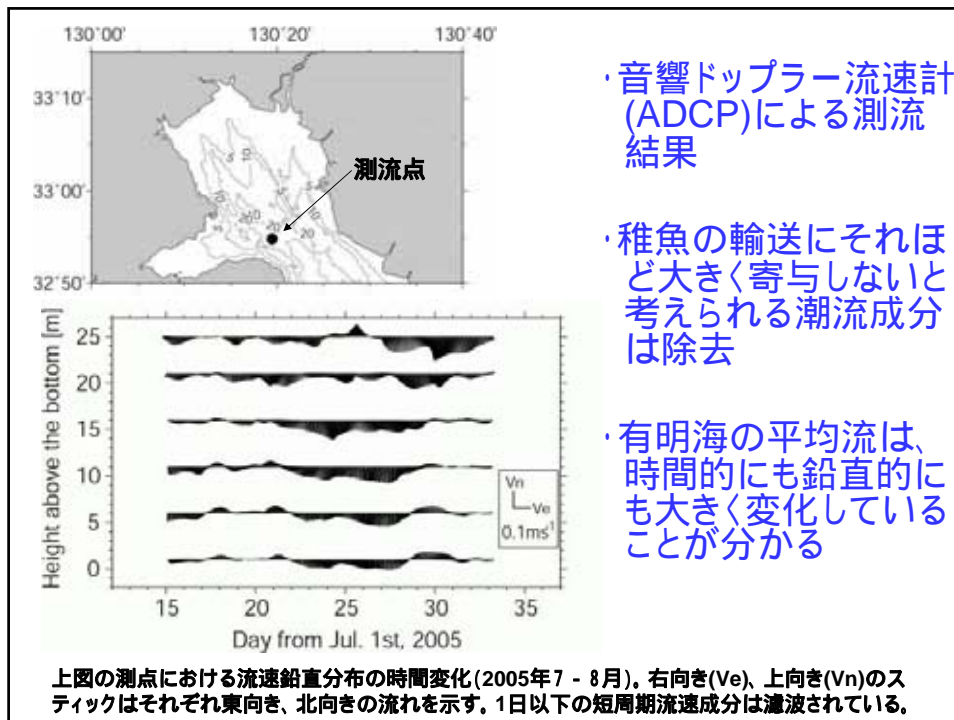 130°00' 130°20' 130°40'
33°10'
33°00'
32°50'
測流点
5
10
20
20
Height above the bottom [m]
25
20
15
10
5
0
Vn
Ve
0.1ms⁻¹
15 20 25 30 35
Day from Jul. 1st, 2005
・音響ドップラー流速計
(ADCP)による測流
結果
・稚魚の輸送にそれほ
ど大きく寄与しないと
考えられる潮流成分
は除去
・有明海の平均流は、
時間的にも鉛直的に
も大きく変化している
ことが分かる
上図の測点における流速鉛直分布の時間変化(2005年7 - 8月)。右向き(Ve)、上向き(Vn)のス
ティックはそれぞれ東向き、北向きの流れを示す。1日以下の短周期流速成分は濾波されている。